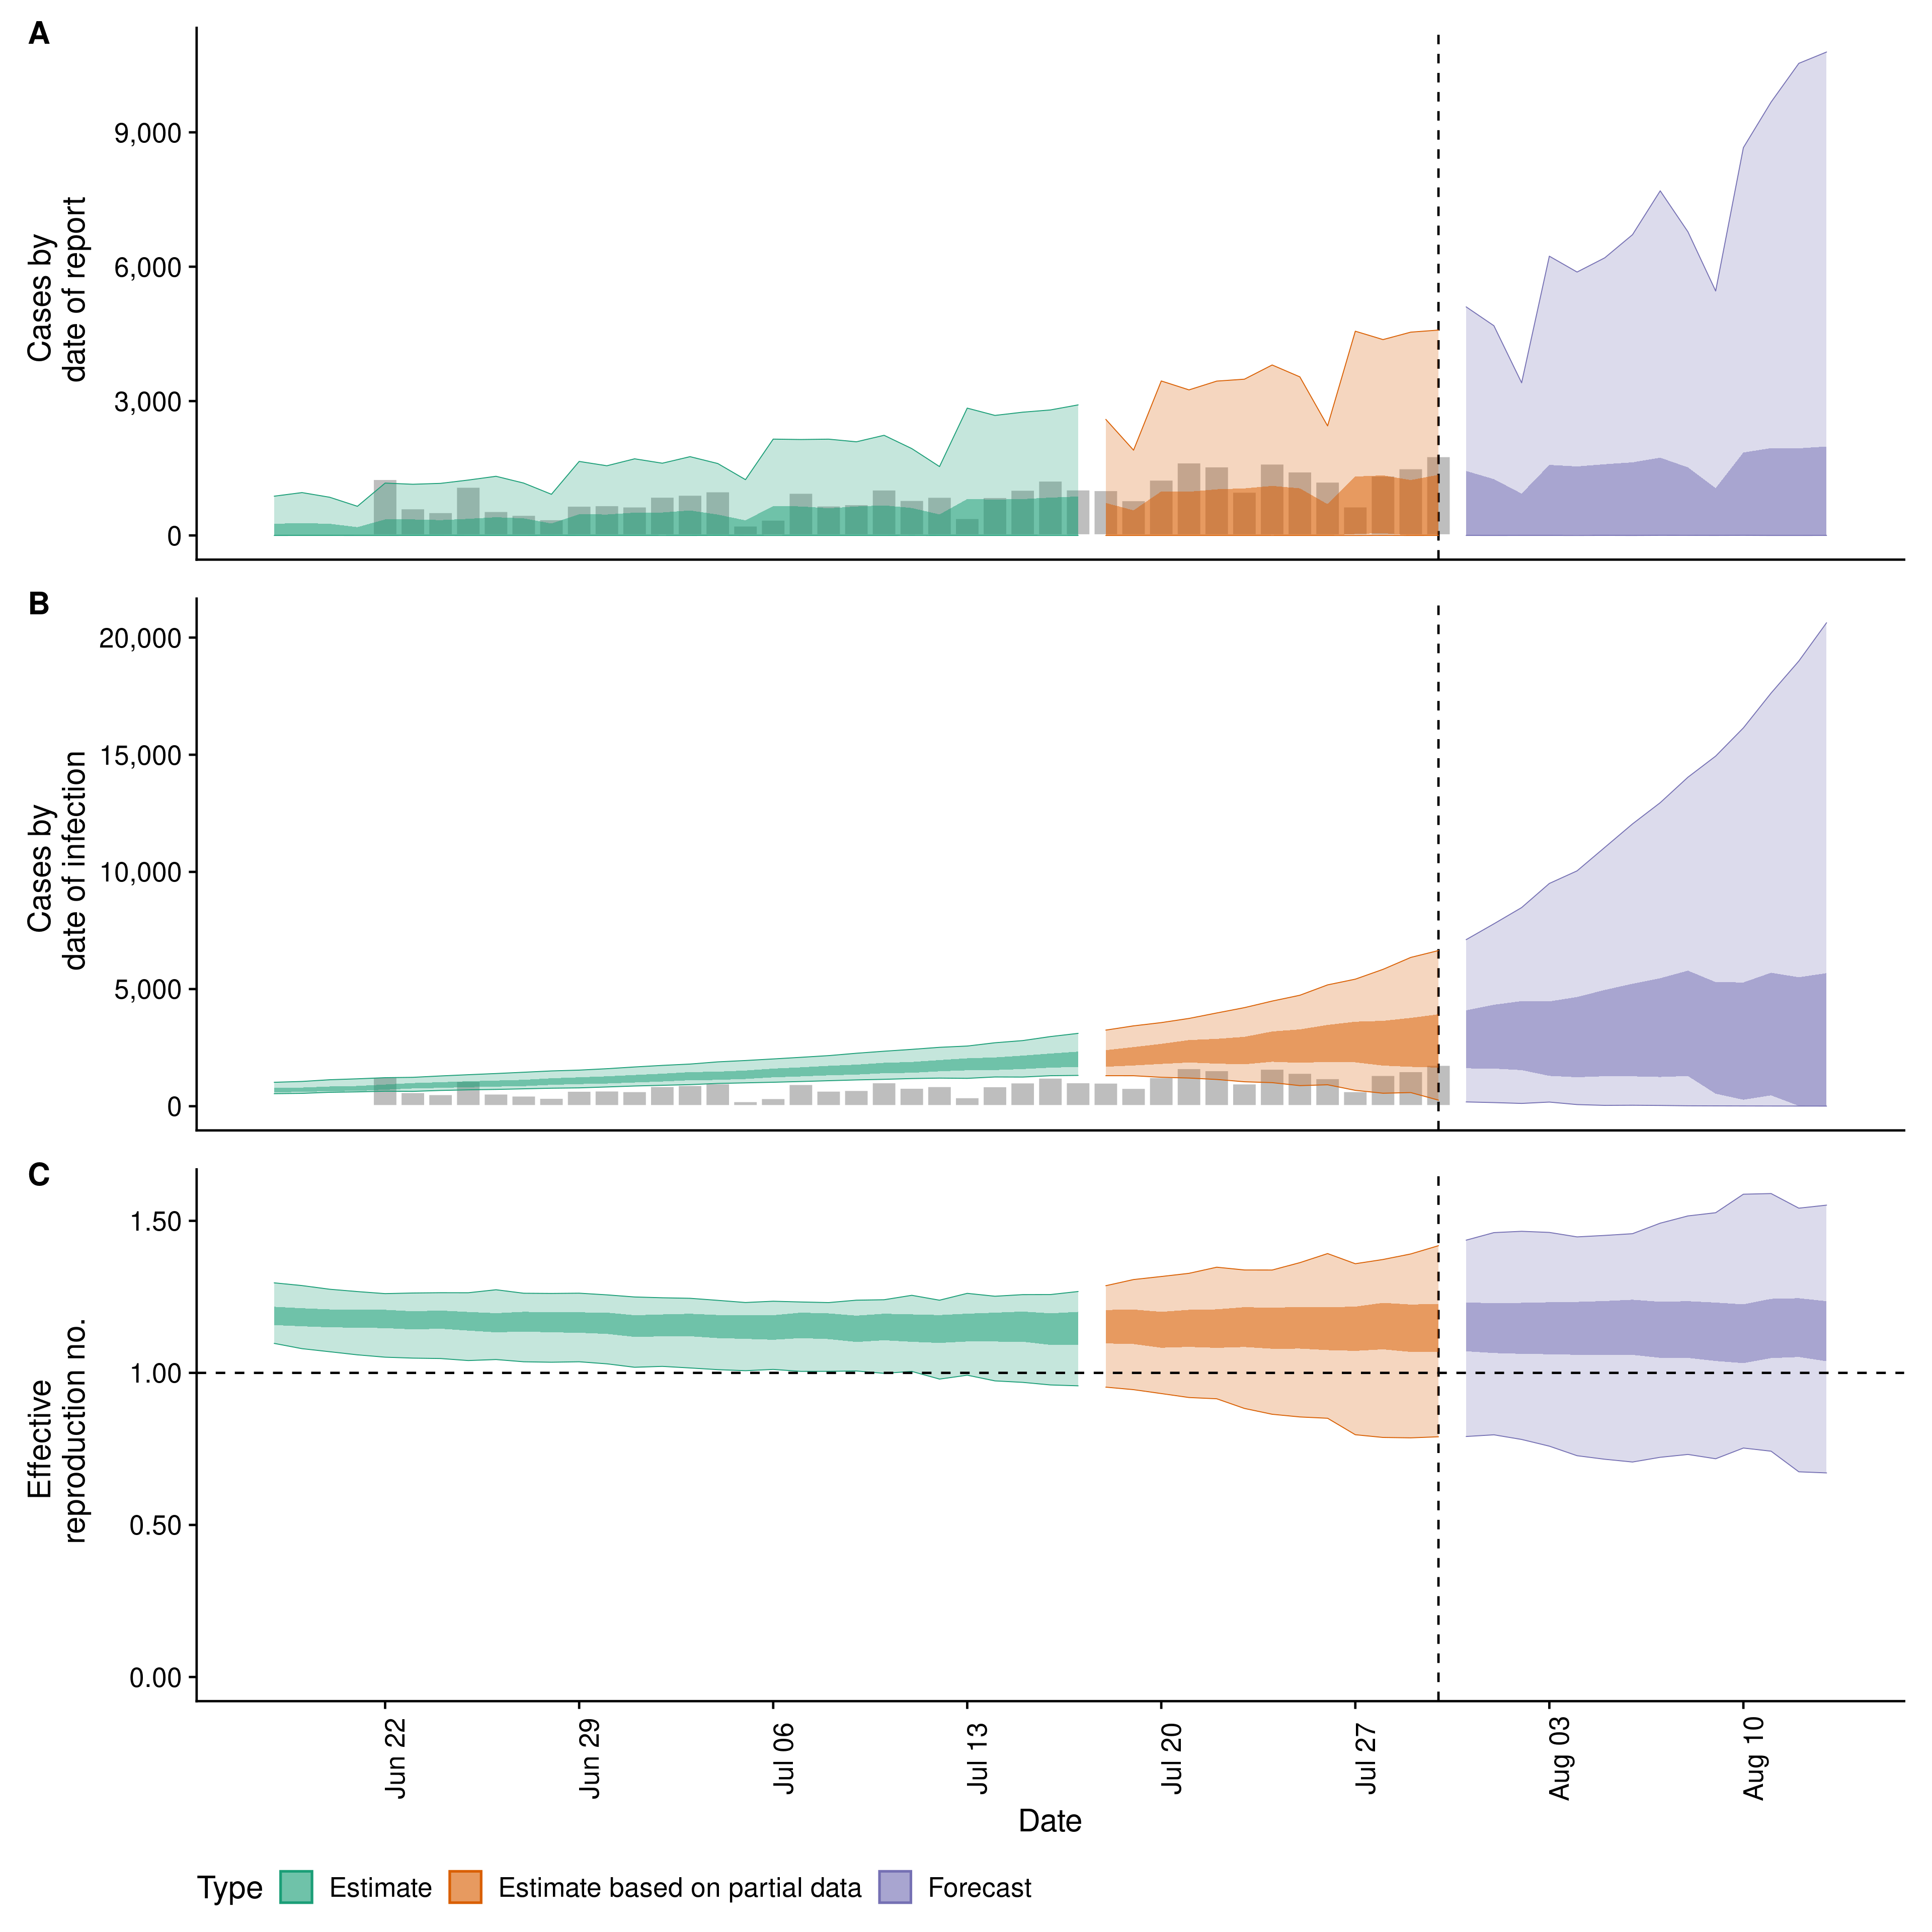 A
Cases by
date of report
9,000
6,000
3,000
0
B
Cases by
date of infection
20,000
15,000
10,000
5,000
0
C
Effective
reproduction no.
1.50
1.00
0.50
0.00
Jun 22
Jun 29
Jul 06
Jul 13
Jul 20
Jul 27
Aug 03
Aug 10
Date
Type
Estimate
Estimate based on partial data
Forecast